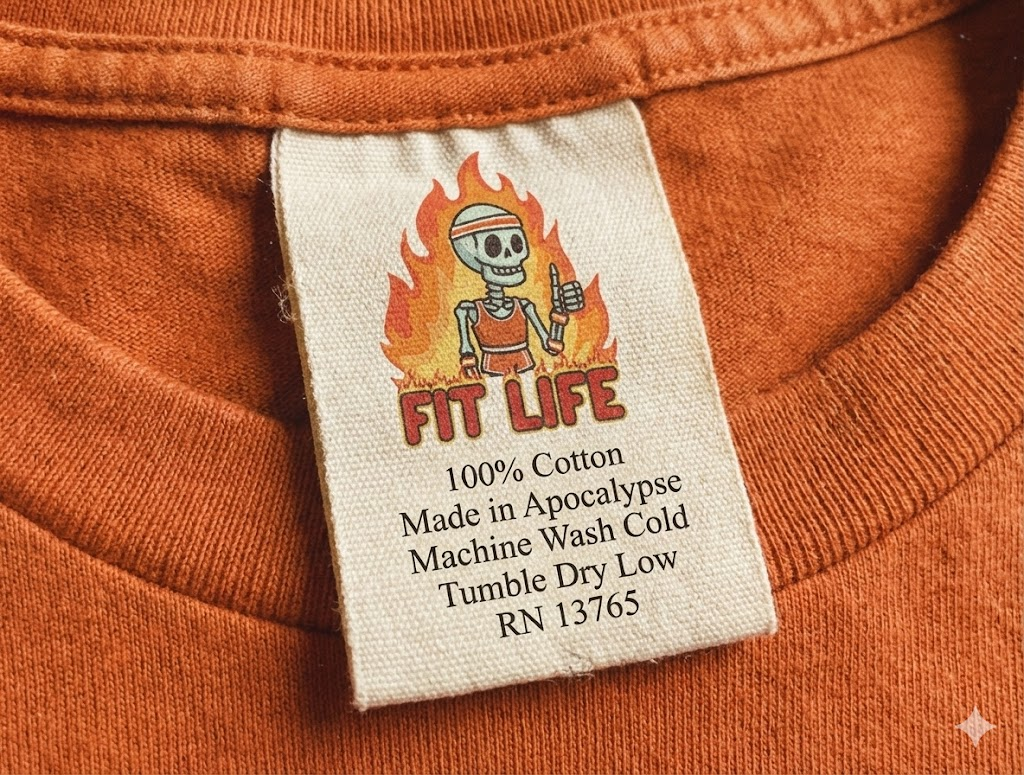 FIT LIFE
100% Cotton
Made in Apocalypse
Machine Wash Cold
Tumble Dry Low
RN 13765